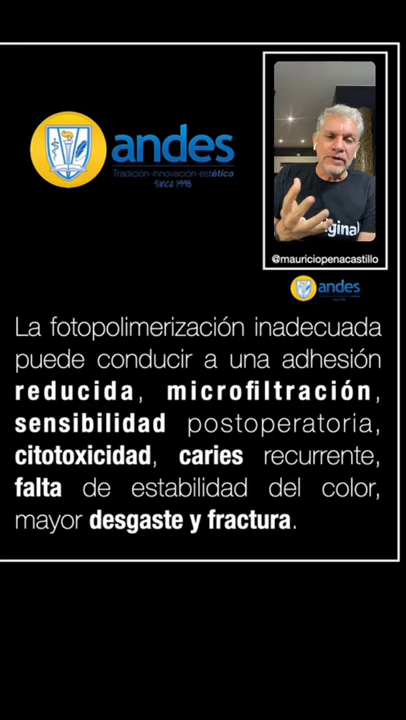 andes
Tradición-innovación-estética
Since 1998
iginal
@mauriciopenacastillo
andes
La fotopolimerización inadecuada
puede conducir a una adhesión
reducida, microfiltración,
sensibilidad postoperatoria,
citotoxicidad, caries recurrente,
falta de estabilidad del color,
mayor desgaste y fractura.